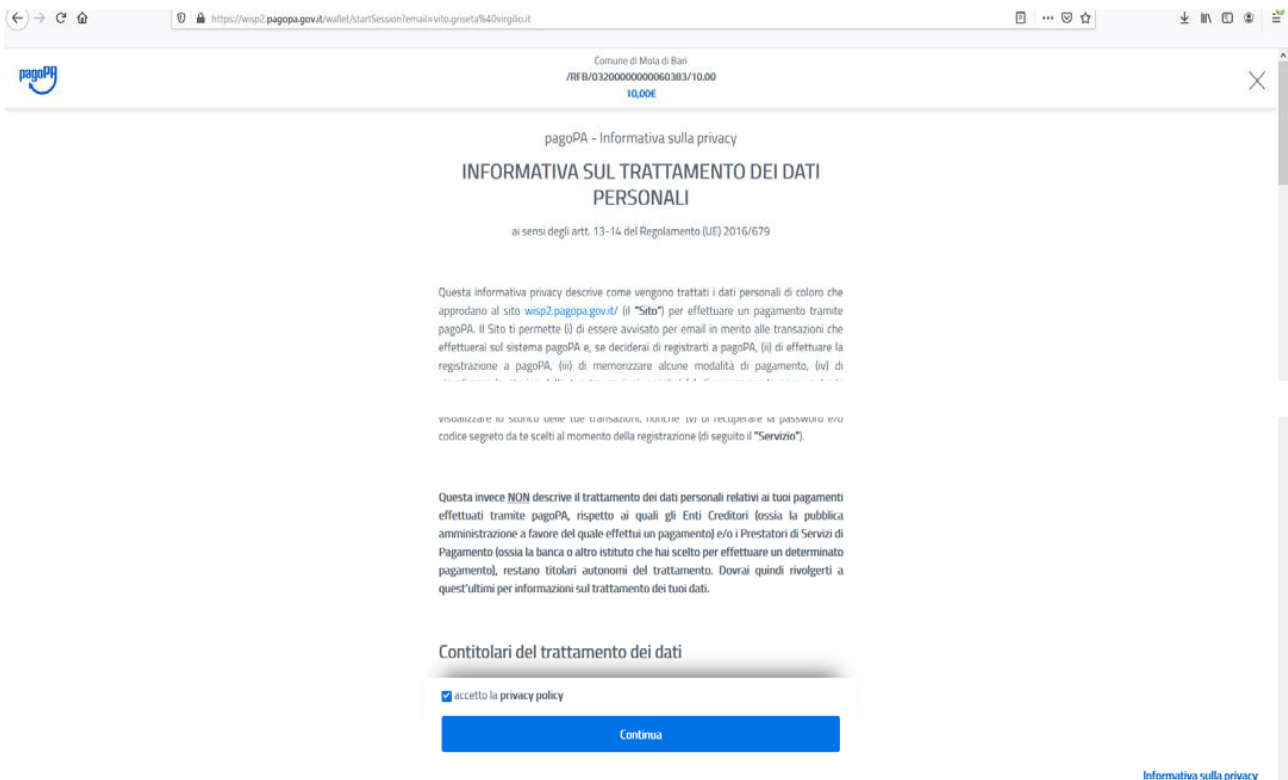 https://wisp2.pagopa.gov.it/wallet/startSession?email=vito.griseta%40virgilio.it
pagoPA
Comune di Mola di Bari
/RFB/03200000000060383/10.00
10,00€
pagoPA - Informativa sulla privacy
INFORMATIVA SUL TRATTAMENTO DEI DATI
PERSONALI
ai sensi degli artt. 13-14 del Regolamento (UE) 2016/679
Questa informativa privacy descrive come vengono trattati i dati personali di coloro che
approdano al sito wisp2.pagopa.gov.it/ (il "Sito") per effettuare un pagamento tramite
pagoPA. Il Sito ti permette (i) di essere avvisato per email in merito alle transazioni che
effettuerai sul sistema pagoPA e, se deciderai di registrarti a pagoPA, (ii) di effettuare la
registrazione a pagoPA, (iii) di memorizzare alcune modalità di pagamento, (iv) di
visualizzare lo storico delle tue transazioni, nonché (v) di recuperare la password e/o
codice segreto da te scelti al momento della registrazione (di seguito il "Servizio").
Questa invece NON descrive il trattamento dei dati personali relativi ai tuoi pagamenti
effettuati tramite pagoPA, rispetto ai quali gli Enti Creditori (ossia la pubblica
amministrazione a favore del quale effettui un pagamento) e/o i Prestatori di Servizi di
Pagamento (ossia la banca o altro istituto che hai scelto per effettuare un determinato
pagamento), restano titolari autonomi del trattamento. Dovrai quindi rivolgerti a
quest'ultimi per informazioni sul trattamento dei tuoi dati.
Contitolari del trattamento dei dati
accetto la privacy policy
Continua
Informativa sulla privacy